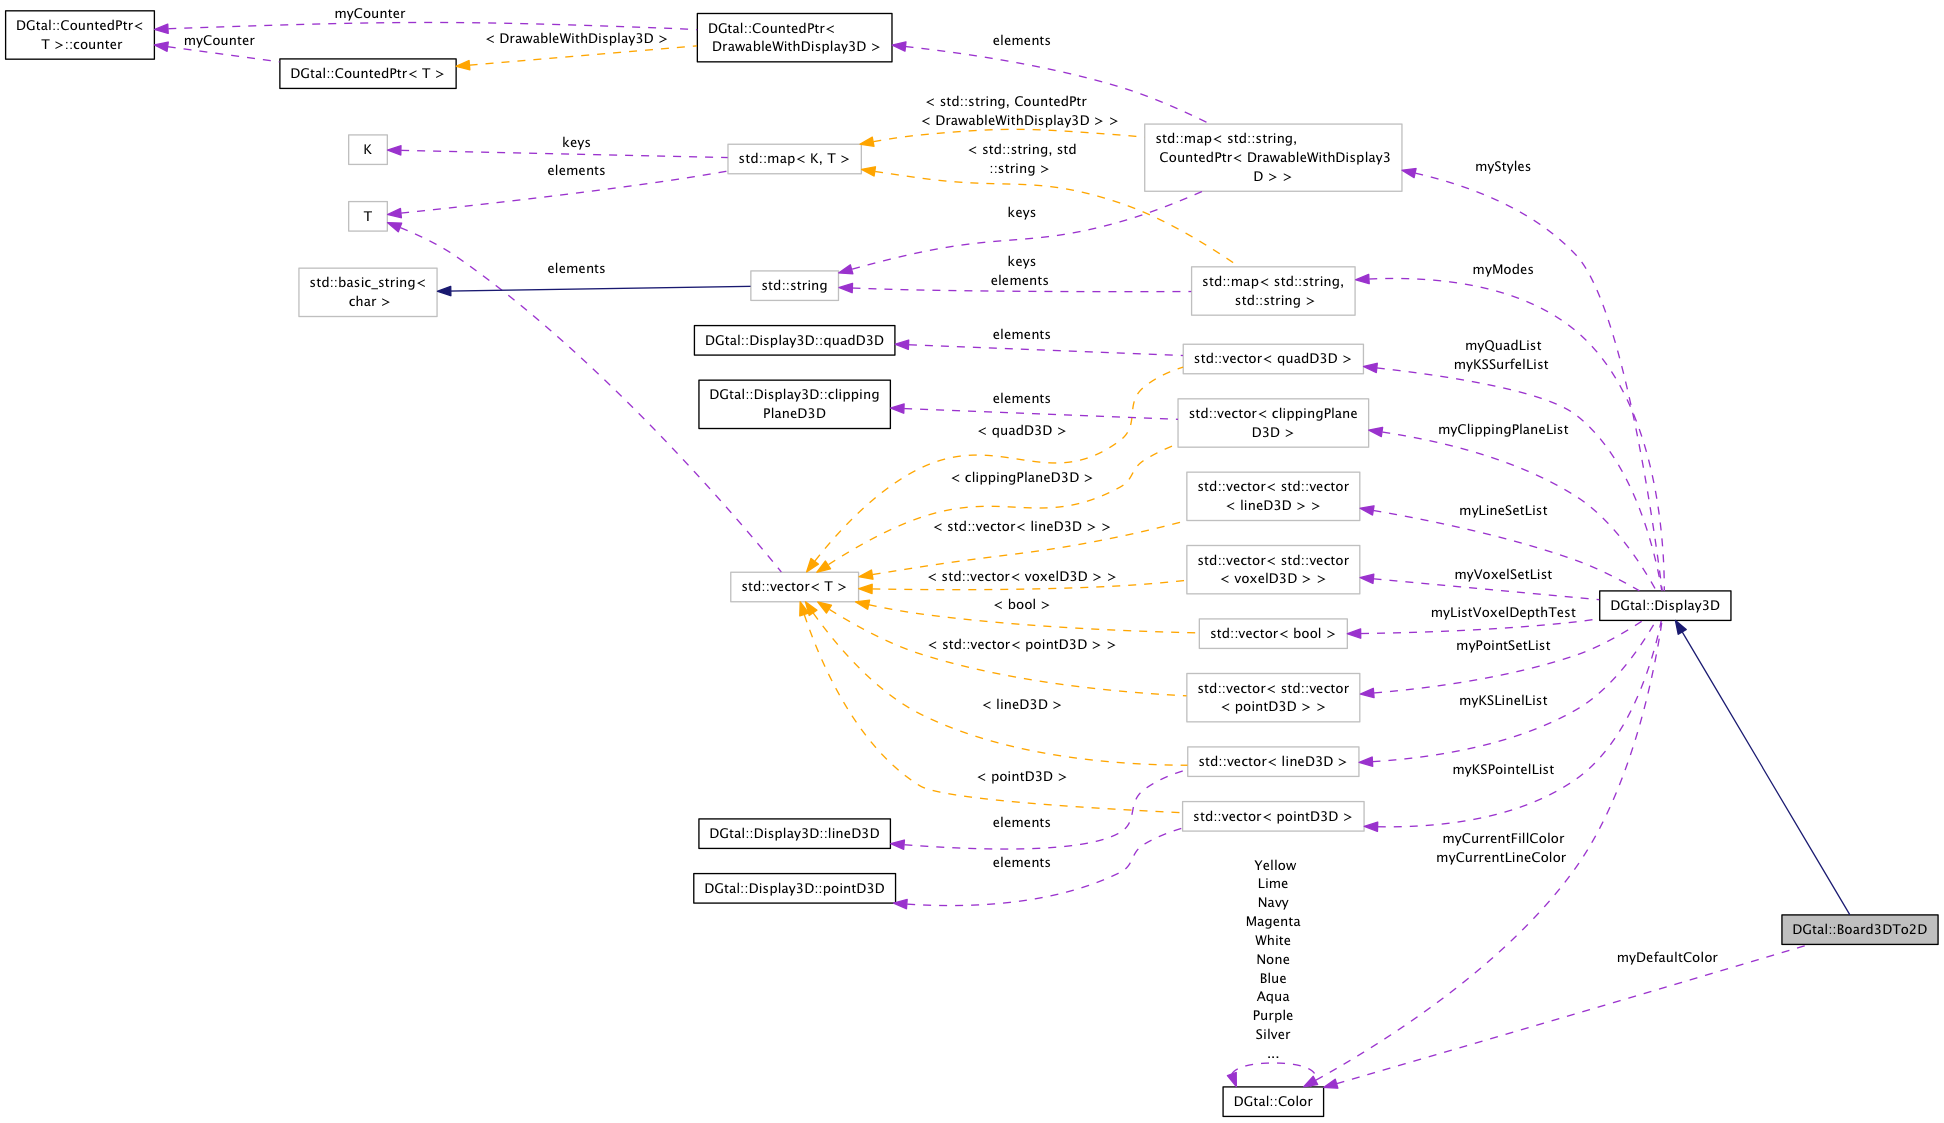 DGtal::CountedPtr<
T >::counter
myCounter
myCounter
DGtal::CountedPtr< T >
< DrawableWithDisplay3D >
DGtal::CountedPtr<
DrawableWithDisplay3D >
elements
K
T
keys
elements
std::map< K, T >
< std::string, CountedPtr
< DrawableWithDisplay3D > >
< std::string, std
::string >
std::map< std::string,
CountedPtr< DrawableWithDisplay3
D > >
myStyles
keys
std::basic_string<
char >
elements
std::string
keys
elements
std::map< std::string,
std::string >
myModes
DGtal::Display3D::quadD3D
elements
std::vector< quadD3D >
myQuadList
myKSSurfelList
DGtal::Display3D::clipping
PlaneD3D
elements
< quadD3D >
std::vector< clippingPlane
D3D >
myClippingPlaneList
< clippingPlaneD3D >
std::vector< std::vector
< lineD3D > >
myLineSetList
< std::vector< lineD3D > >
std::vector< T >
< std::vector< voxelD3D > >
std::vector< std::vector
< voxelD3D > >
myVoxelSetList
DGtal::Display3D
< bool >
std::vector< bool >
myListVoxelDepthTest
< std::vector< pointD3D > >
std::vector< std::vector
< pointD3D > >
myPointSetList
< lineD3D >
std::vector< lineD3D >
myKSLinelList
< pointD3D >
std::vector< pointD3D >
myKSPointelList
DGtal::Display3D::lineD3D
elements
DGtal::Display3D::pointD3D
elements
myCurrentFillColor
myCurrentLineColor
Yellow
Lime
Navy
Magenta
White
None
Blue
Aqua
Purple
Silver
...
DGtal::Board3DTo2D
myDefaultColor
DGtal::Color